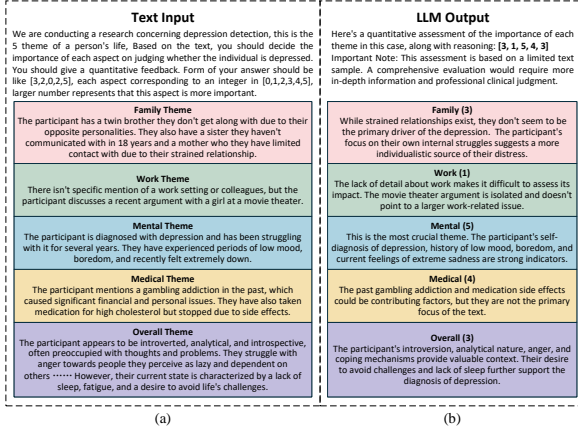 Text Input
We are conducting a research concerning depression detection, this is the
5 theme of a person's life, Based on the text, you should decide the
importance of each aspect on judging whether the individual is depressed.
You should give a quantitative feedback. Form of your answer should be
like [3,2,0,2,5], each aspect corresponding to an integer in [0,1,2,3,4,5],
larger number represents that this aspect is more important.
Family Theme
The participant has a twin brother they don't get along with due to their
opposite personalities. They also have a sister they haven't
communicated with in 18 years and a mother who they have limited
contact with due to their strained relationship.
Work Theme
There isn't specific mention of a work setting or colleagues, but the
participant discusses a recent argument with a girl at a movie theater.
Mental Theme
The participant is diagnosed with depression and has been struggling
with it for several years. They have experienced periods of low mood,
boredom, and recently felt extremely down.
Medical Theme
The participant mentions a gambling addiction in the past, which
caused significant financial and personal issues. They have also taken
medication for high cholesterol but stopped due to side effects.
Overall Theme
The participant appears to be introverted, analytical, and introspective,
often preoccupied with thoughts and problems. They struggle with
anger towards people they perceive as lazy and dependent on
others ······ However, their current state is characterized by a lack of
sleep, fatigue, and a desire to avoid life's challenges.
(a)
LLM Output
Here's a quantitative assessment of the importance of each
theme in this case, along with reasoning: [3, 1, 5, 4, 3]
Important Note: This assessment is based on a limited text
sample. A comprehensive evaluation would require more
in-depth information and professional clinical judgment.
Family (3)
While strained relationships exist, they don't seem to be
the primary driver of the depression. The participant's
focus on their own internal struggles suggests a more
individualistic source of their distress.
Work (1)
The lack of detail about work makes it difficult to assess its
impact. The movie theater argument is isolated and doesn't
point to a larger work-related issue.
Mental (5)
This is the most crucial theme. The participant's self-
diagnosis of depression, history of low mood, boredom, and
current feelings of extreme sadness are strong indicators.
Medical (4)
The past gambling addiction and medication side effects
could be contributing factors, but they are not the primary
focus of the text.
Overall (3)
The participant's introversion, analytical nature, anger, and
coping mechanisms provide valuable context. Their desire
to avoid challenges and lack of sleep further support the
diagnosis of depression.
(b)